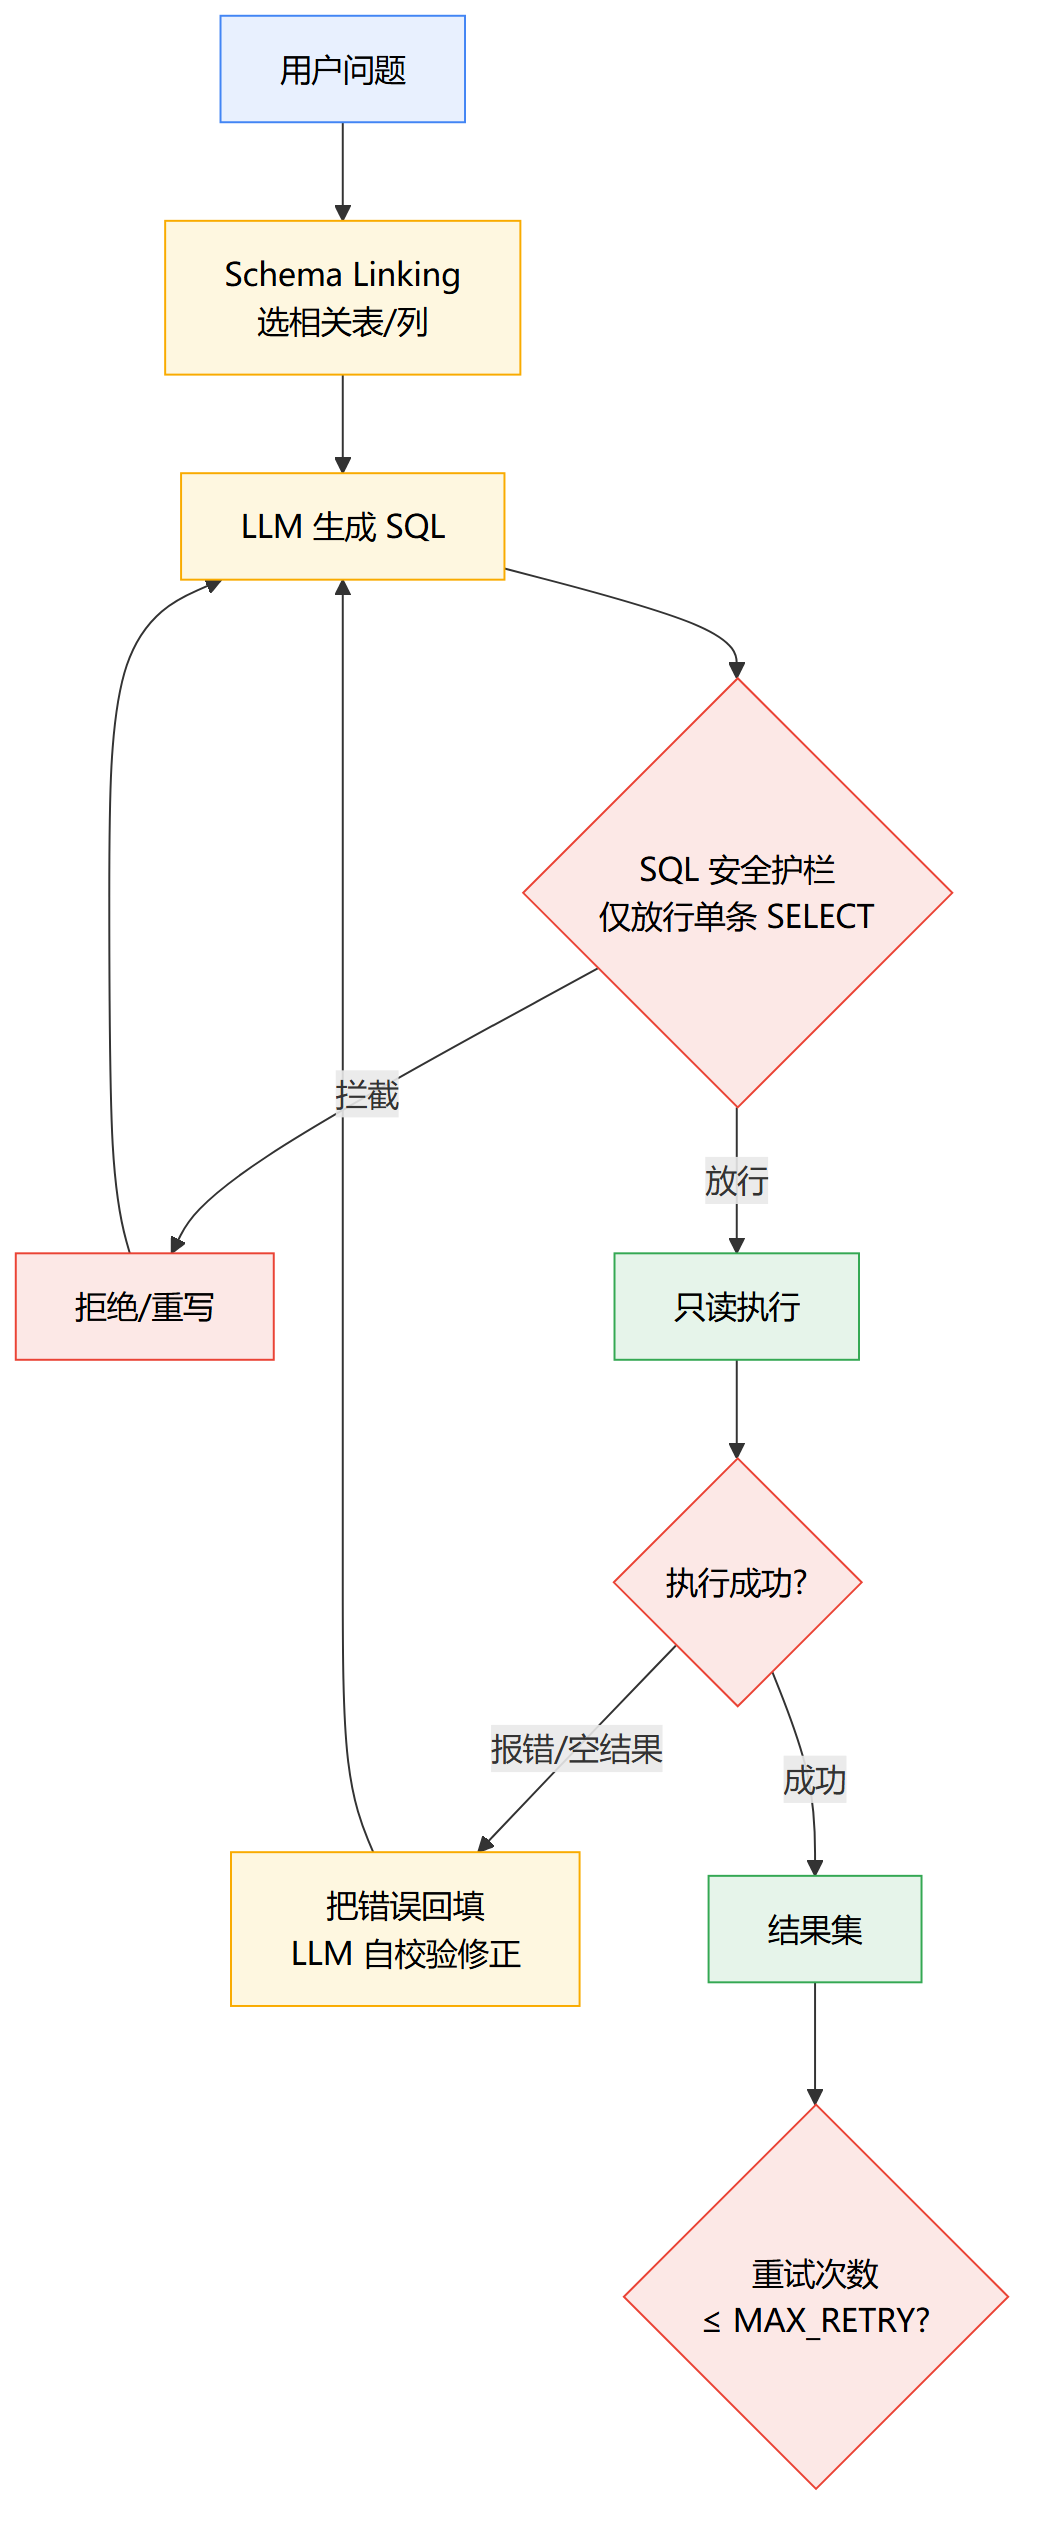 用户问题
Schema Linking
选相关表/列
LLM 生成 SQL
SQL 安全护栏
仅放行单条 SELECT
拦截
放行
拒绝/重写
只读执行
执行成功?
报错/空结果
成功
把错误回填
LLM 自校验修正
结果集
重试次数
≤ MAX_RETRY?